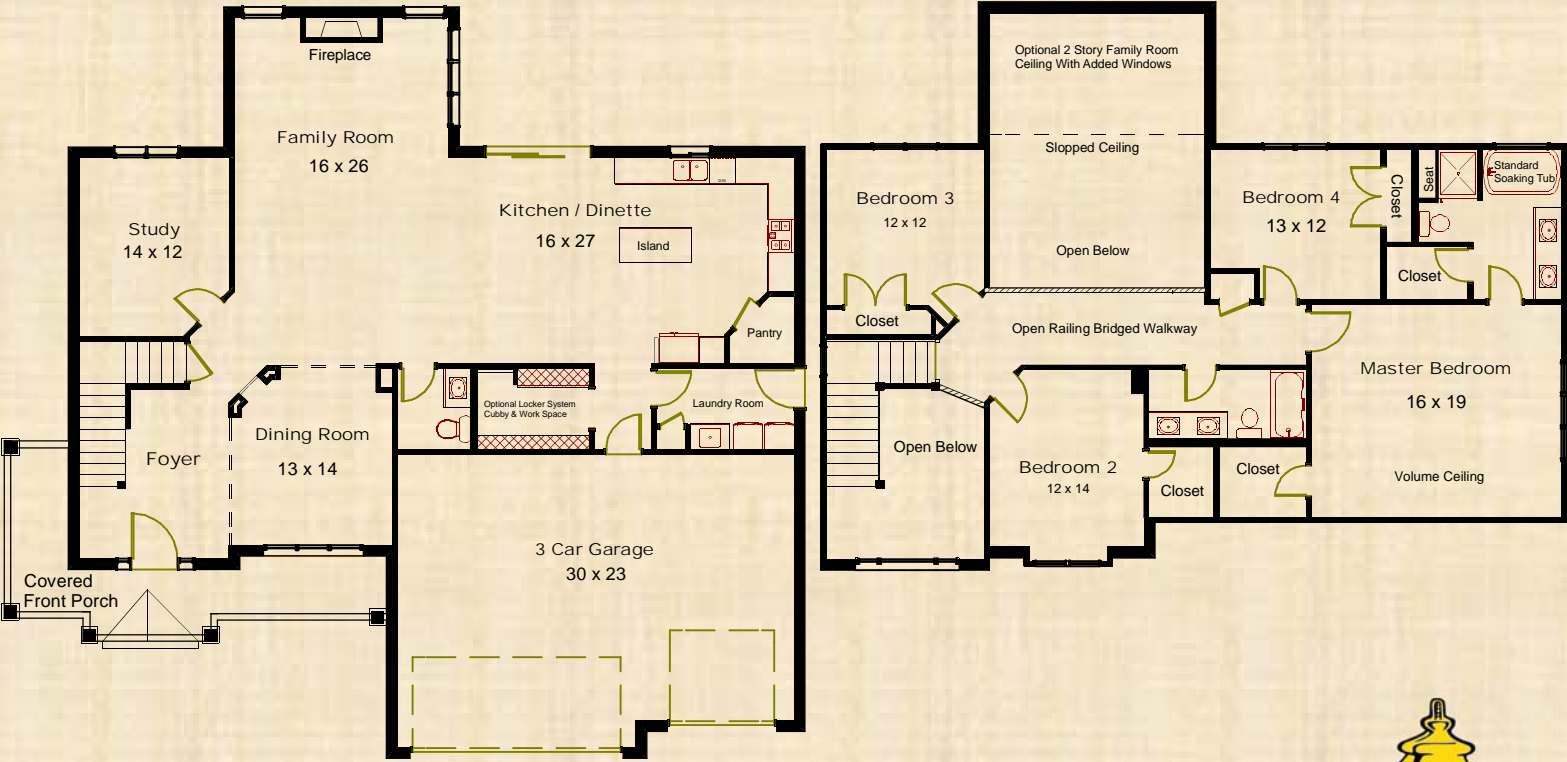 Fireplace
Family Room
16 x 26
Study
14 x 12
Kitchen / Dinette
16 x 27
Island
D/W
Pantry
Optional Locker System
Cubby & Work Space
Laundry Room
Dining Room
13 x 14
Foyer
3 Car Garage
30 x 23
Covered
Front Porch
Optional 2 Story Family Room
Ceiling With Added Windows
Slopped Ceiling
Open Below
Bedroom 3
12 x 12
Closet
Bedroom 4
13 x 12
Closet
Seat
Standard
Soaking Tub
Closet
Open Railing Bridged Walkway
Master Bedroom
16 x 19
Volume Ceiling
Open Below
Bedroom 2
12 x 14
Closet
Closet